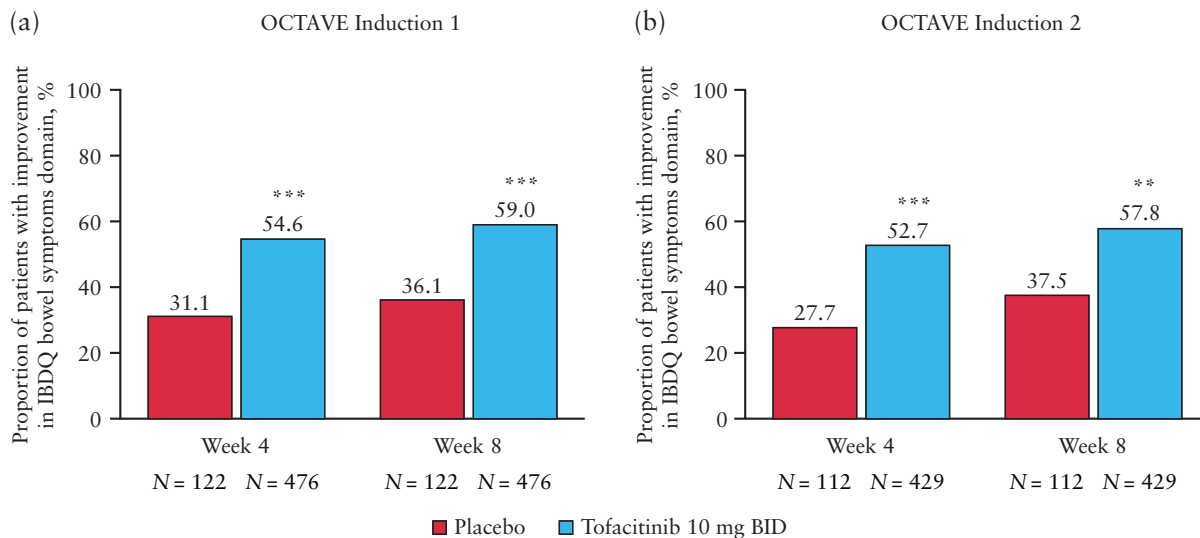 (a)
OCTAVE Induction 1
Proportion of patients with improvement
in IBDQ bowel symptoms domain, %
100
80
60
40
20
0
31.1
***
54.6
36.1
***
59.0
Week 4
Week 8
N = 122 N = 476 N = 122 N = 476
(b)
OCTAVE Induction 2
Proportion of patients with improvement
in IBDQ bowel symptoms domain, %
100
80
60
40
20
0
27.7
***
52.7
37.5
**
57.8
Week 4
Week 8
N = 112 N = 429 N = 112 N = 429
Placebo Tofacitinib 10 mg BID